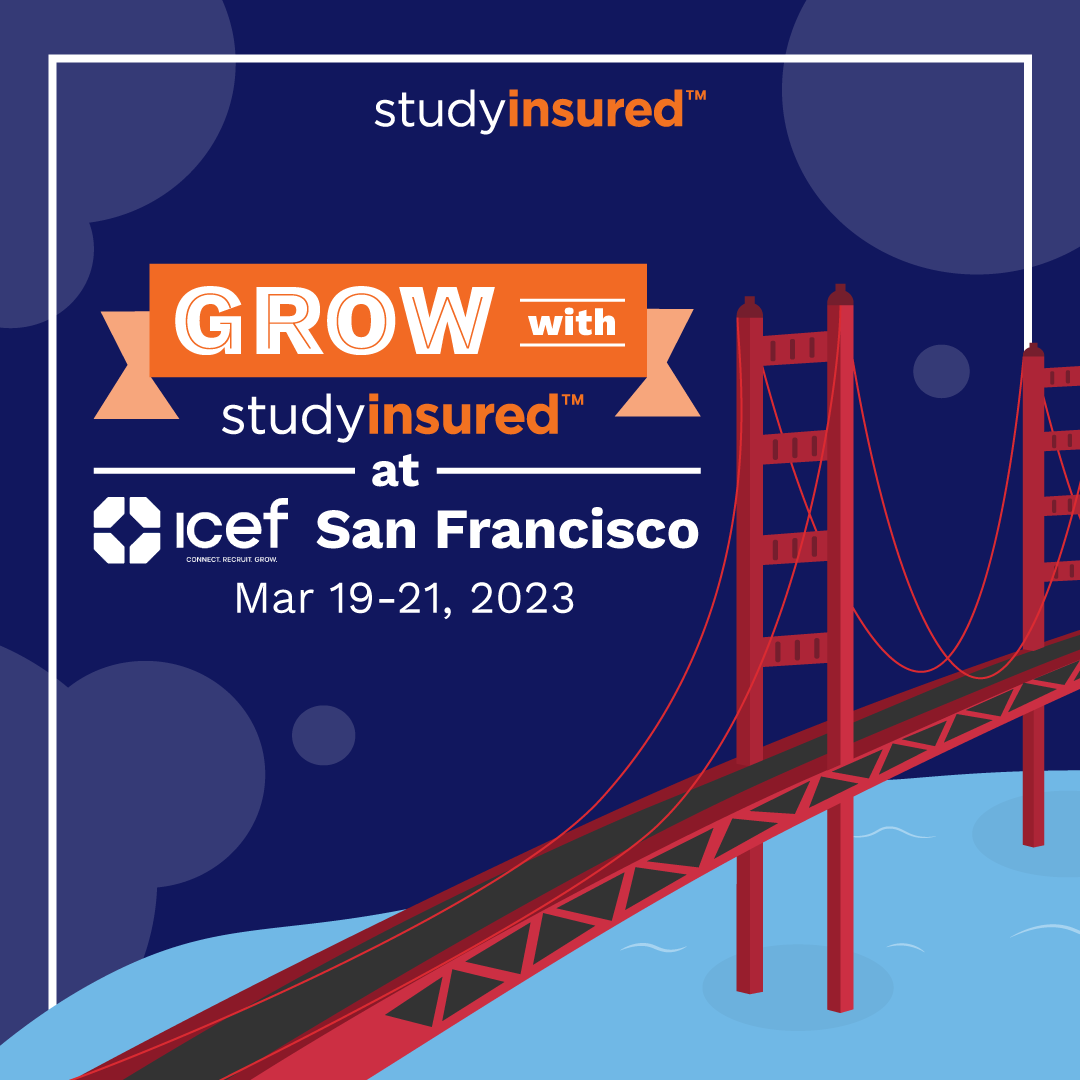 studyinsured™
GROW with
studyinsured™
at
icef San Francisco
CONNECT. RECRUIT. GROW.
Mar 19-21, 2023